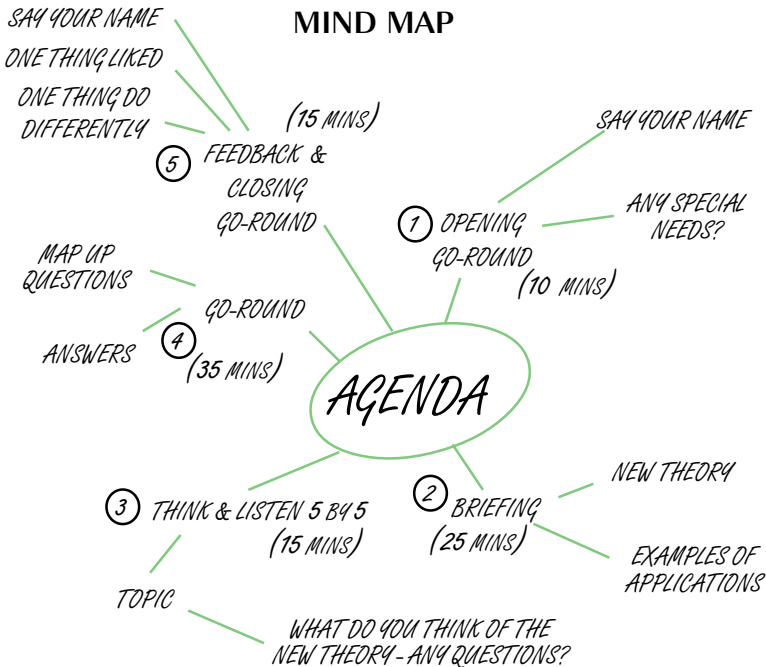 MIND MAP
SAY YOUR NAME
ONE THING LIKED
ONE THING DO
DIFFERENTLY
(15 MINS)
5 FEEDBACK &
CLOSING
GO-ROUND
SAY YOUR NAME
ANY SPECIAL
NEEDS?
1 OPENING
GO-ROUND
(10 MINS)
MAP UP
QUESTIONS
GO-ROUND
ANSWERS
4
(35 MINS)
AGENDA
NEW THEORY
2 BRIEFING
(25 MINS)
EXAMPLES OF
APPLICATIONS
3 THINK & LISTEN 5 BY 5
(15 MINS)
TOPIC
WHAT DO YOU THINK OF THE
NEW THEORY - ANY QUESTIONS?